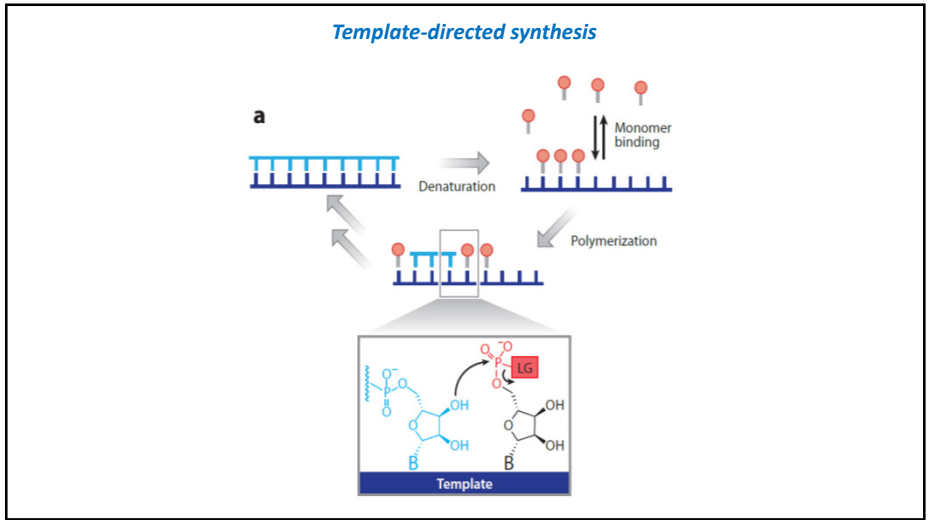 Template-directed synthesis
a
Monomer
binding
Denaturation
Polymerization
O
O⁻
P
LG
O
O⁻
P
O
O
OH
OH
O
OH
O
OH
B
B
Template